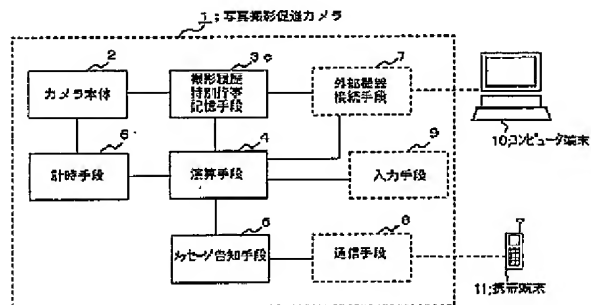 1;写真撮影促進カメラ
2
カメラ本体
3c
撮影履歴
特別待帯
記憶手段
7
外部機器
接続手段
10;コンピュータ端末
6
計時手段
4
演算手段
9
入力手段
5
メッセージ告知手段
8
通信手段
11;携帯端末